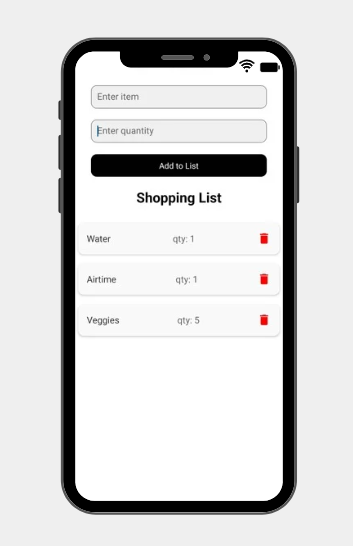 Enter item
Enter quantity
Add to List
Shopping List
Water qty: 1
Airtime qty: 1
Veggies qty: 5